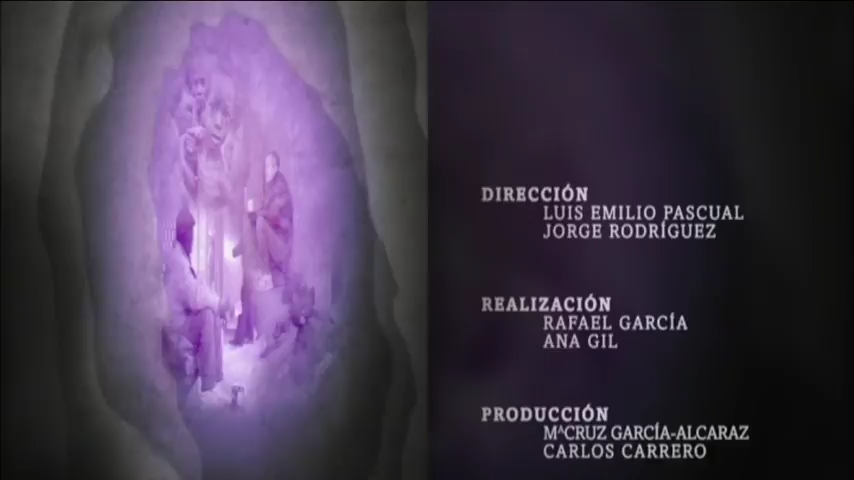 DIRECCIÓN
LUIS EMILIO PASCUAL
JORGE RODRÍGUEZ
REALIZACIÓN
RAFAEL GARCÍA
ANA GIL
PRODUCCIÓN
MªCRUZ GARCÍA-ALCARAZ
CARLOS CARRERO